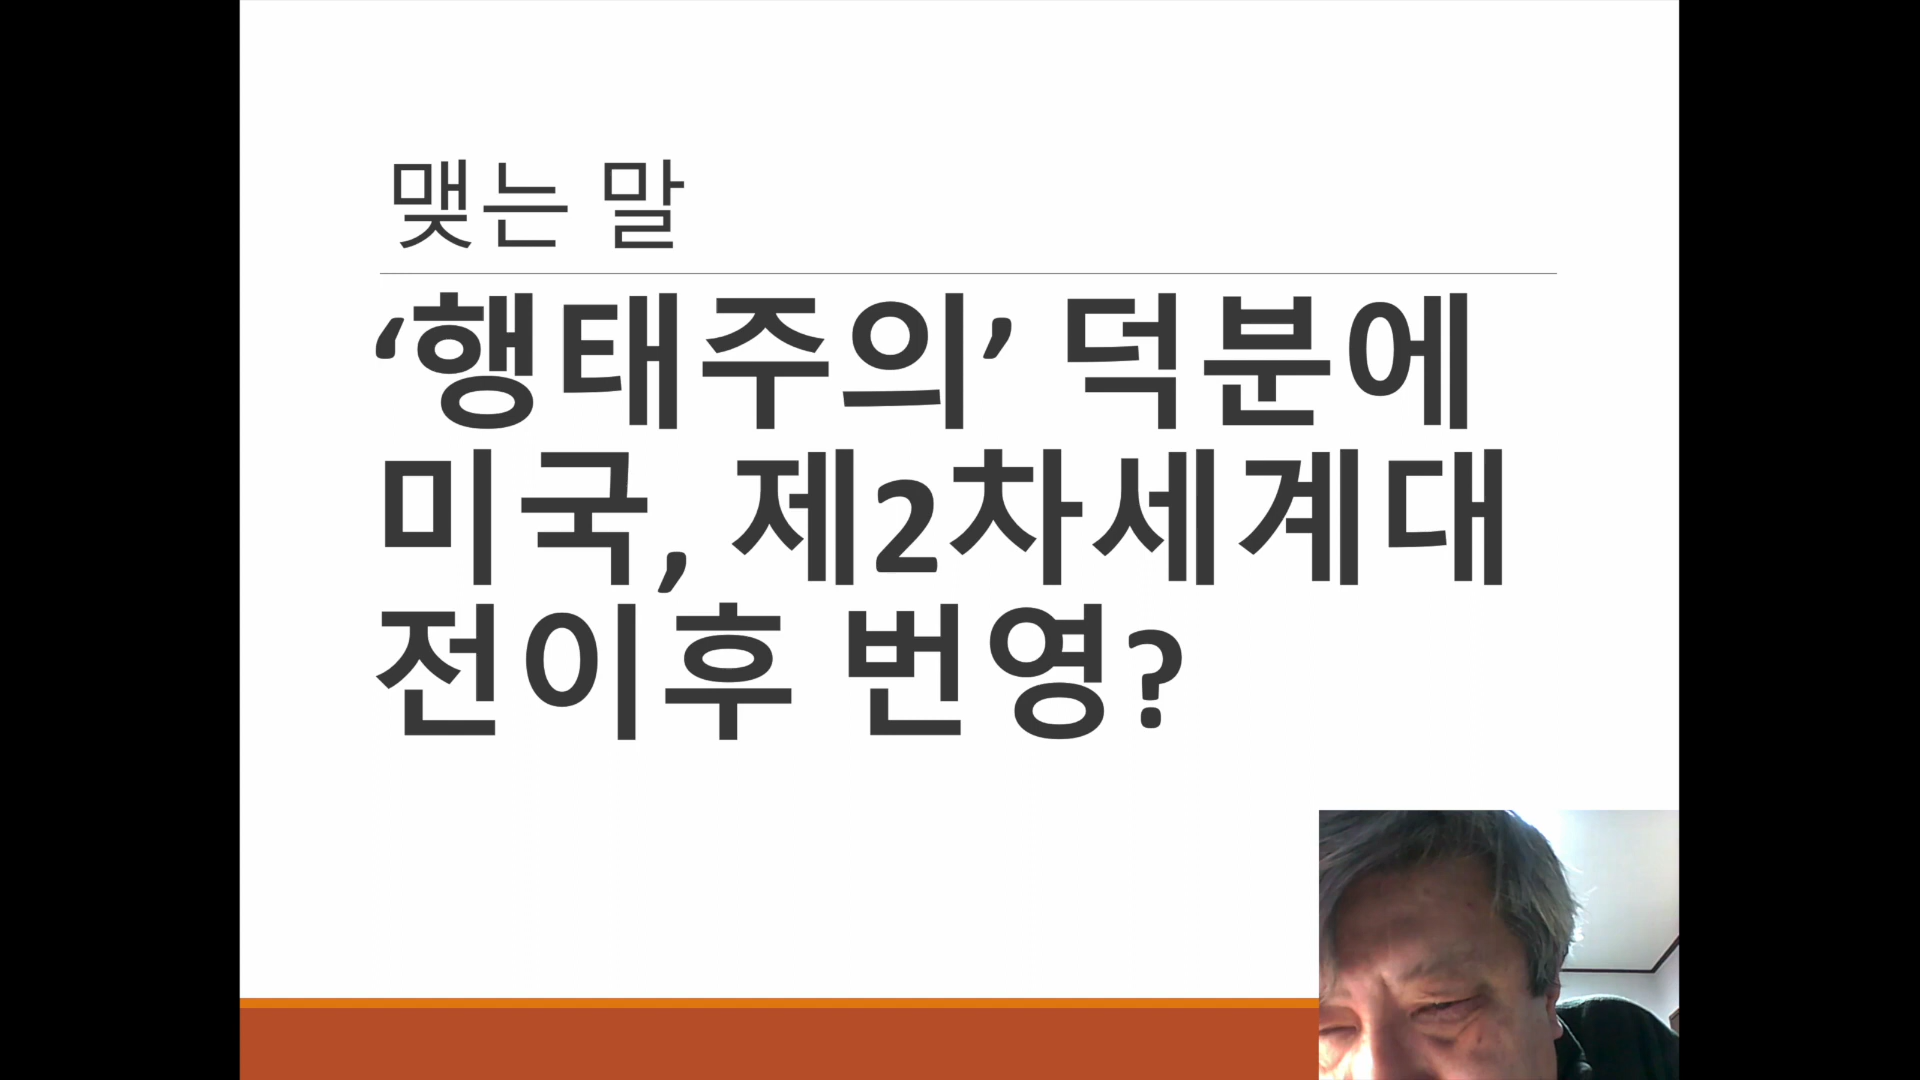 맺는 말
‘행태주의’ 덕분에
미국, 제2차세계대
전이후 번영?